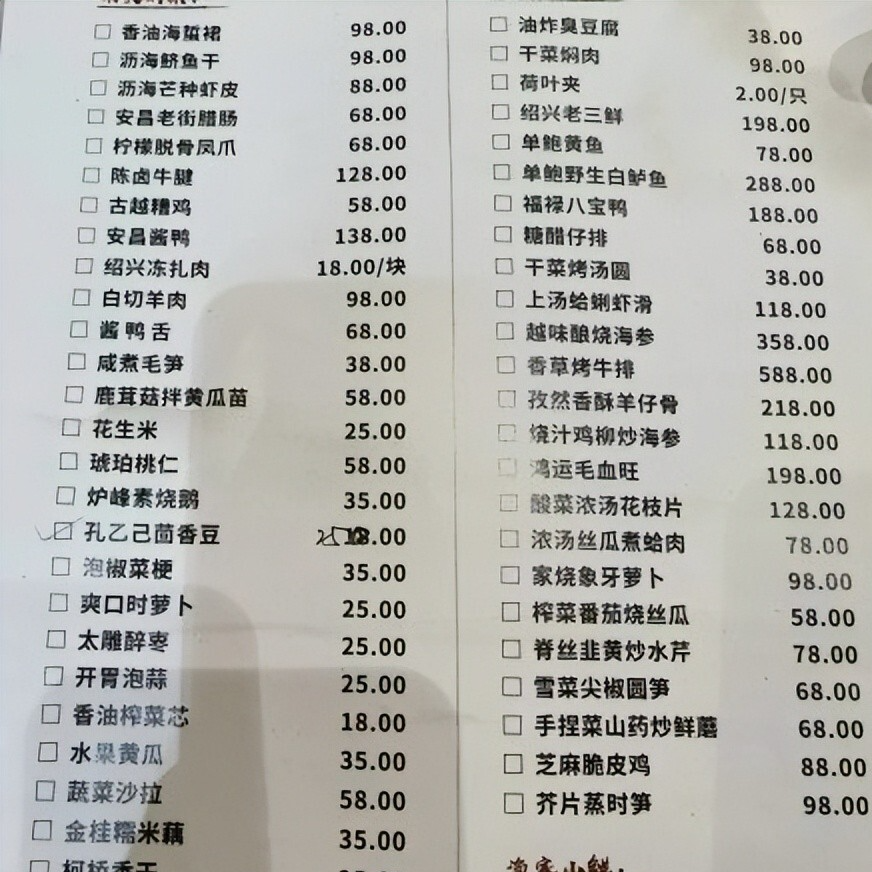 香油海蜇裙 98.00
沥海鲚鱼干 98.00
沥海芒种虾皮 88.00
安昌老街腊肠 68.00
柠檬脱骨凤爪 68.00
陈卤牛腱 128.00
古越糟鸡 58.00
安昌酱鸭 138.00
绍兴冻扎肉 18.00/块
白切羊肉 98.00
酱鸭舌 68.00
咸煮毛笋 38.00
鹿茸菇拌黄瓜苗 58.00
花生米 25.00
琥珀桃仁 58.00
炉峰素烧鹅 35.00
孔乙己茴香豆
泡椒菜梗 35.00
爽口时萝卜 25.00
太雕醉枣 25.00
开胃泡蒜 25.00
香油榨菜芯 18.00
水果黄瓜 35.00
蔬菜沙拉 58.00
金桂糯米藕 35.00
柯桥香干
油炸臭豆腐 38.00
干菜焖肉 98.00
荷叶夹 2.00/只
绍兴老三鲜 198.00
单鲍黄鱼 78.00
单鲍野生白鲈鱼 288.00
福禄八宝鸭 188.00
糖醋仔排 68.00
干菜烤汤圆 38.00
上汤蛤蜊虾滑 118.00
越味酿烧海参 358.00
香草烤牛排 588.00
孜然香酥羊仔骨 218.00
烧汁鸡柳炒海参 118.00
鸿运毛血旺 198.00
酸菜浓汤花枝片 128.00
浓汤丝瓜煮蛤肉 78.00
家烧象牙萝卜 98.00
榨菜番茄烧丝瓜 58.00
脊丝韭黄炒水芹 78.00
雪菜尖椒圆笋 68.00
手捏菜山药炒鲜蘑 68.00
芝麻脆皮鸡 88.00
芥片蒸时笋 98.00